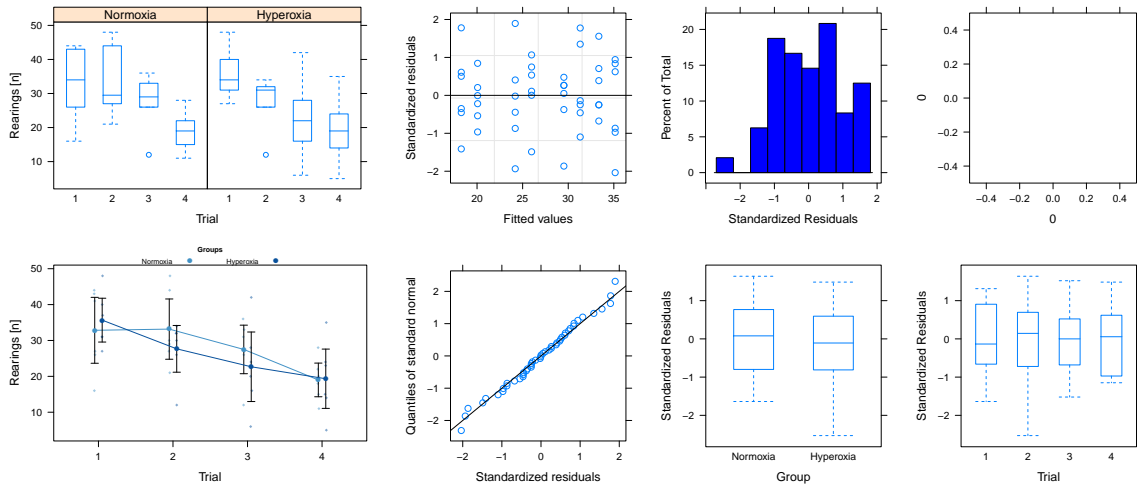 Normoxia Hyperoxia
50
40
30
20
10
Rearings [n]
1 2 3 4 1 2 3 4
Trial
2
1
0
−1
−2
Standardized residuals
20 25 30 35
Fitted values
20
15
10
5
0
Percent of Total
−2 −1 0 1 2
Standardized Residuals
0.4
0.2
0.0
−0.2
−0.4
0
−0.4 −0.2 0.0 0.2 0.4
0
Groups
Normoxia Hyperoxia
50
40
30
20
10
Rearings [n]
1 2 3 4
Trial
2
1
0
−1
−2
Quantiles of standard normal
−2 −1 0 1 2
Standardized residuals
1
0
−1
−2
Standardized Residuals
Normoxia Hyperoxia
Group
1
0
−1
−2
Standardized Residuals
1 2 3 4
Trial